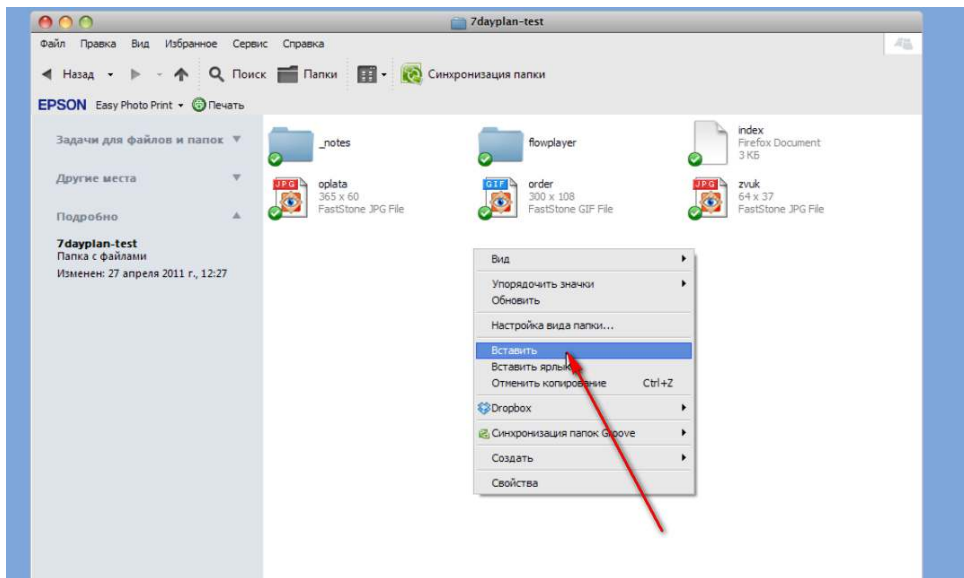 7dayplan-test
Файл Правка Вид Избранное Сервис Справка
Назад Поиск Папки Синхронизация папки
EPSON Easy Photo Print Печать
Задачи для файлов и папок
Другие места
Подробно
7dayplan-test
Папка с файлами
Изменен: 27 апреля 2011 г., 12:27
_notes
flowplayer
index
Firefox Document
3 КБ
JPG
oplata
365 x 60
FastStone JPG File
GIF
order
300 x 108
FastStone GIF File
JPG
zvuk
64 x 37
FastStone JPG File
Вид
Упорядочить значки
Обновить
Настройка вида папки...
Вставить
Вставить ярлык
Отменить копирование Ctrl+Z
Dropbox
Синхронизация папок Groove
Создать
Свойства